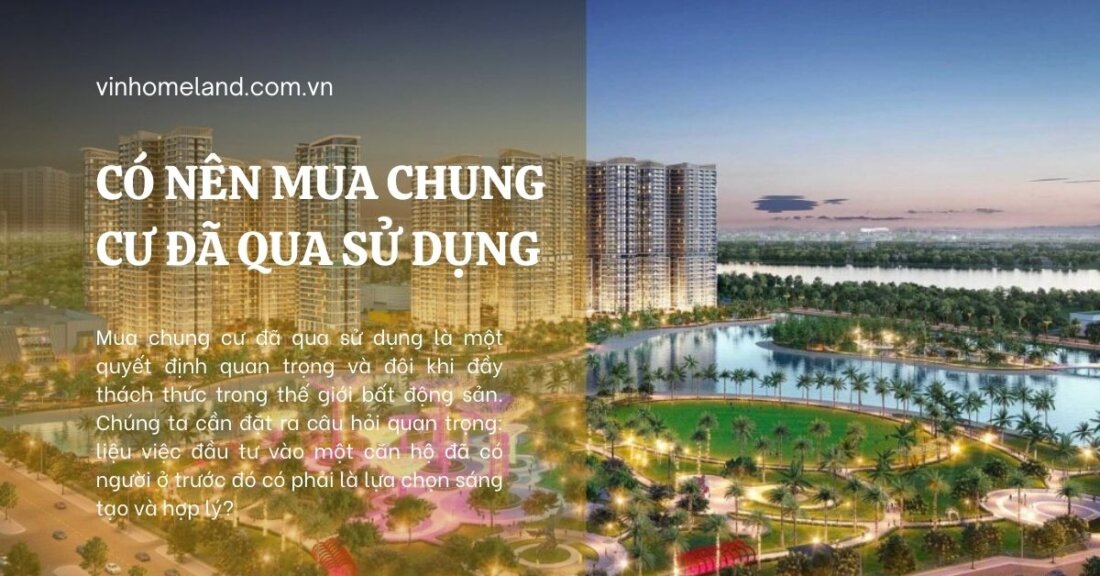 vinhomeland.com.vn
CÓ NÊN MUA CHUNG
CƯ ĐÃ QUA SỬ DỤNG
Mua chung cư đã qua sử dụng là một
quyết định quan trọng và đôi khi đầy
thách thức trong thế giới bất động sản.
Chúng ta cần đặt ra câu hỏi quan trọng:
liệu việc đầu tư vào một căn hộ đã có
người ở trước đó có phải là lựa chọn sáng
tạo và hợp lý?